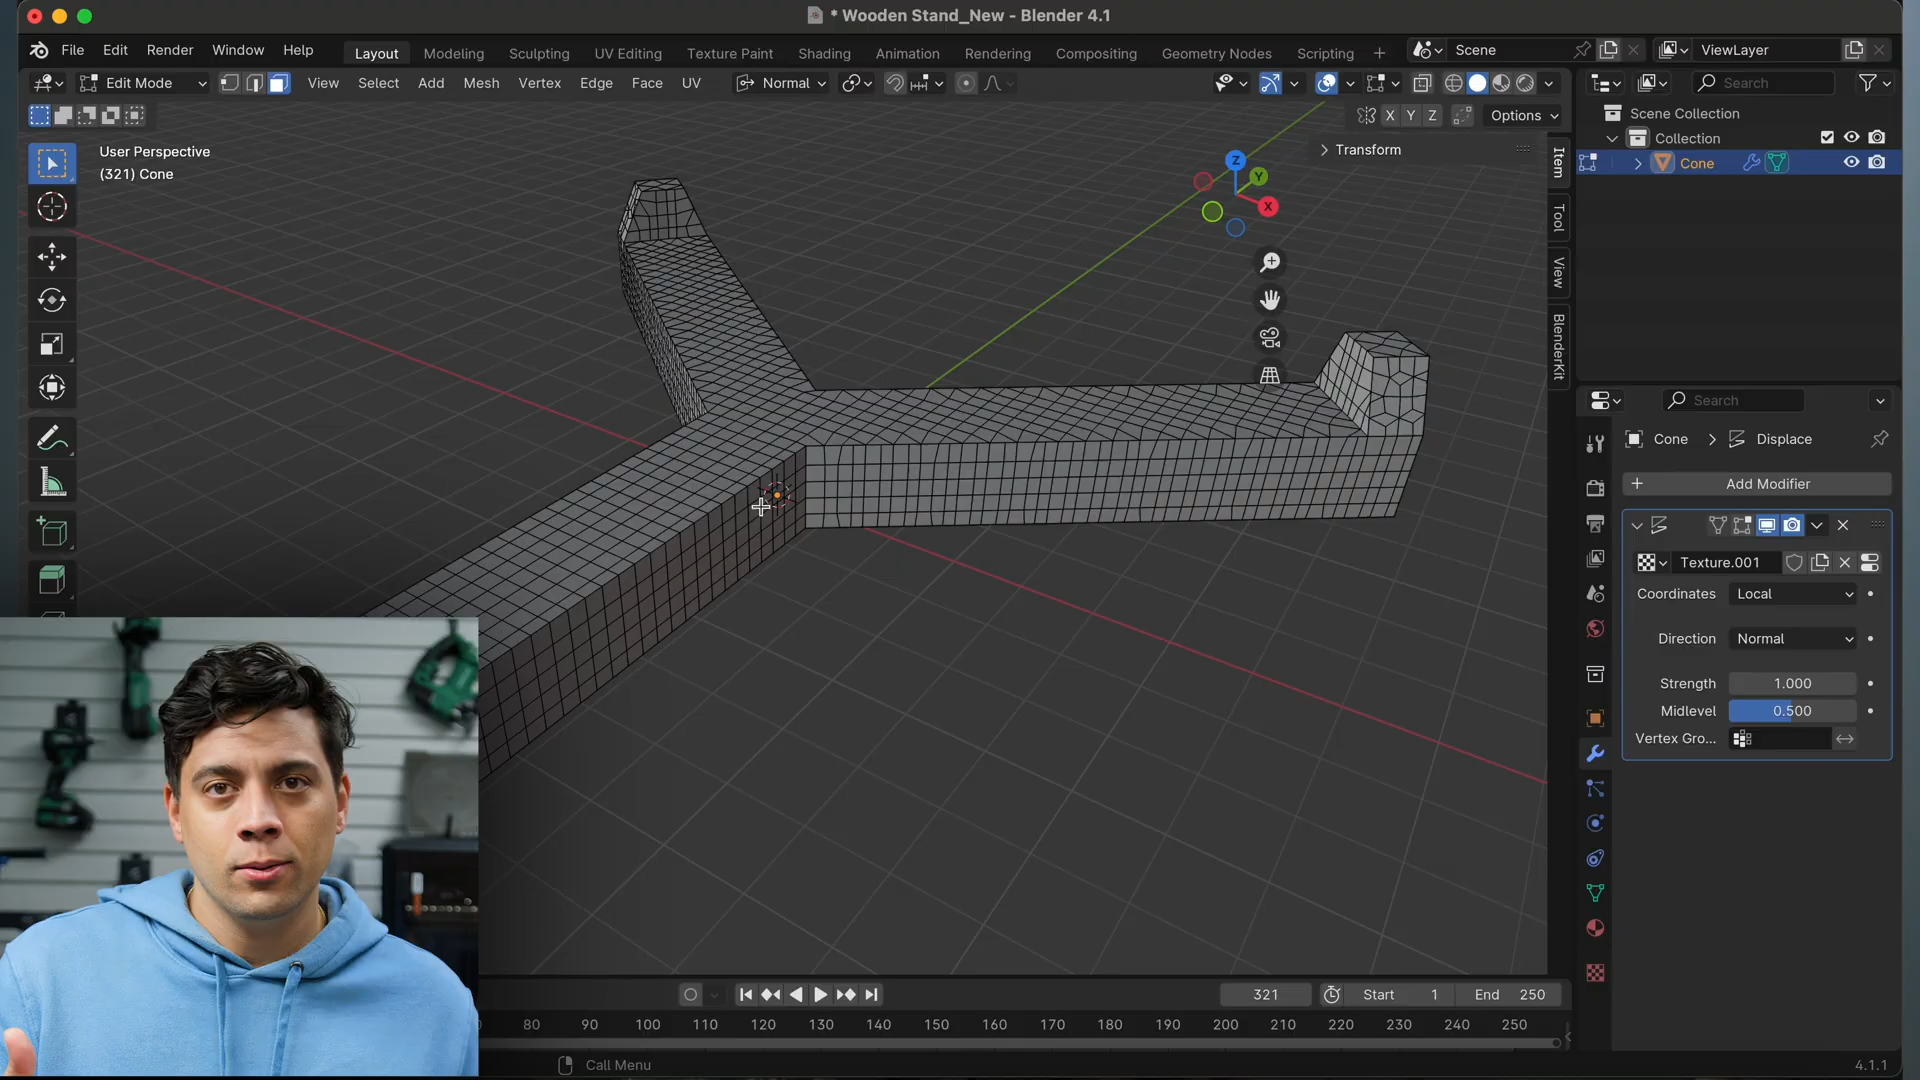 * Wooden Stand_New - Blender 4.1
File Edit Render Window Help
Layout Modeling Sculpting UV Editing Texture Paint Shading Animation Rendering Compositing Geometry Nodes Scripting +
Scene
ViewLayer
Edit Mode
View Select Add Mesh Vertex Edge Face UV
Normal
Search
X Y Z
Options
User Perspective
(321) Cone
Transform
Z
Y
X
Item
Tool
View
BlenderKit
Scene Collection
Collection
Cone
Search
Cone
Displace
Add Modifier
Texture.001
Coordinates Local
Direction Normal
Strength 1.000
Midlevel 0.500
Vertex Gro...
321
Start 1
End 250
80 90 100 110 120 130 140 150 160 170 180 190 200 210 220 230 240 250
Call Menu
4.1.1